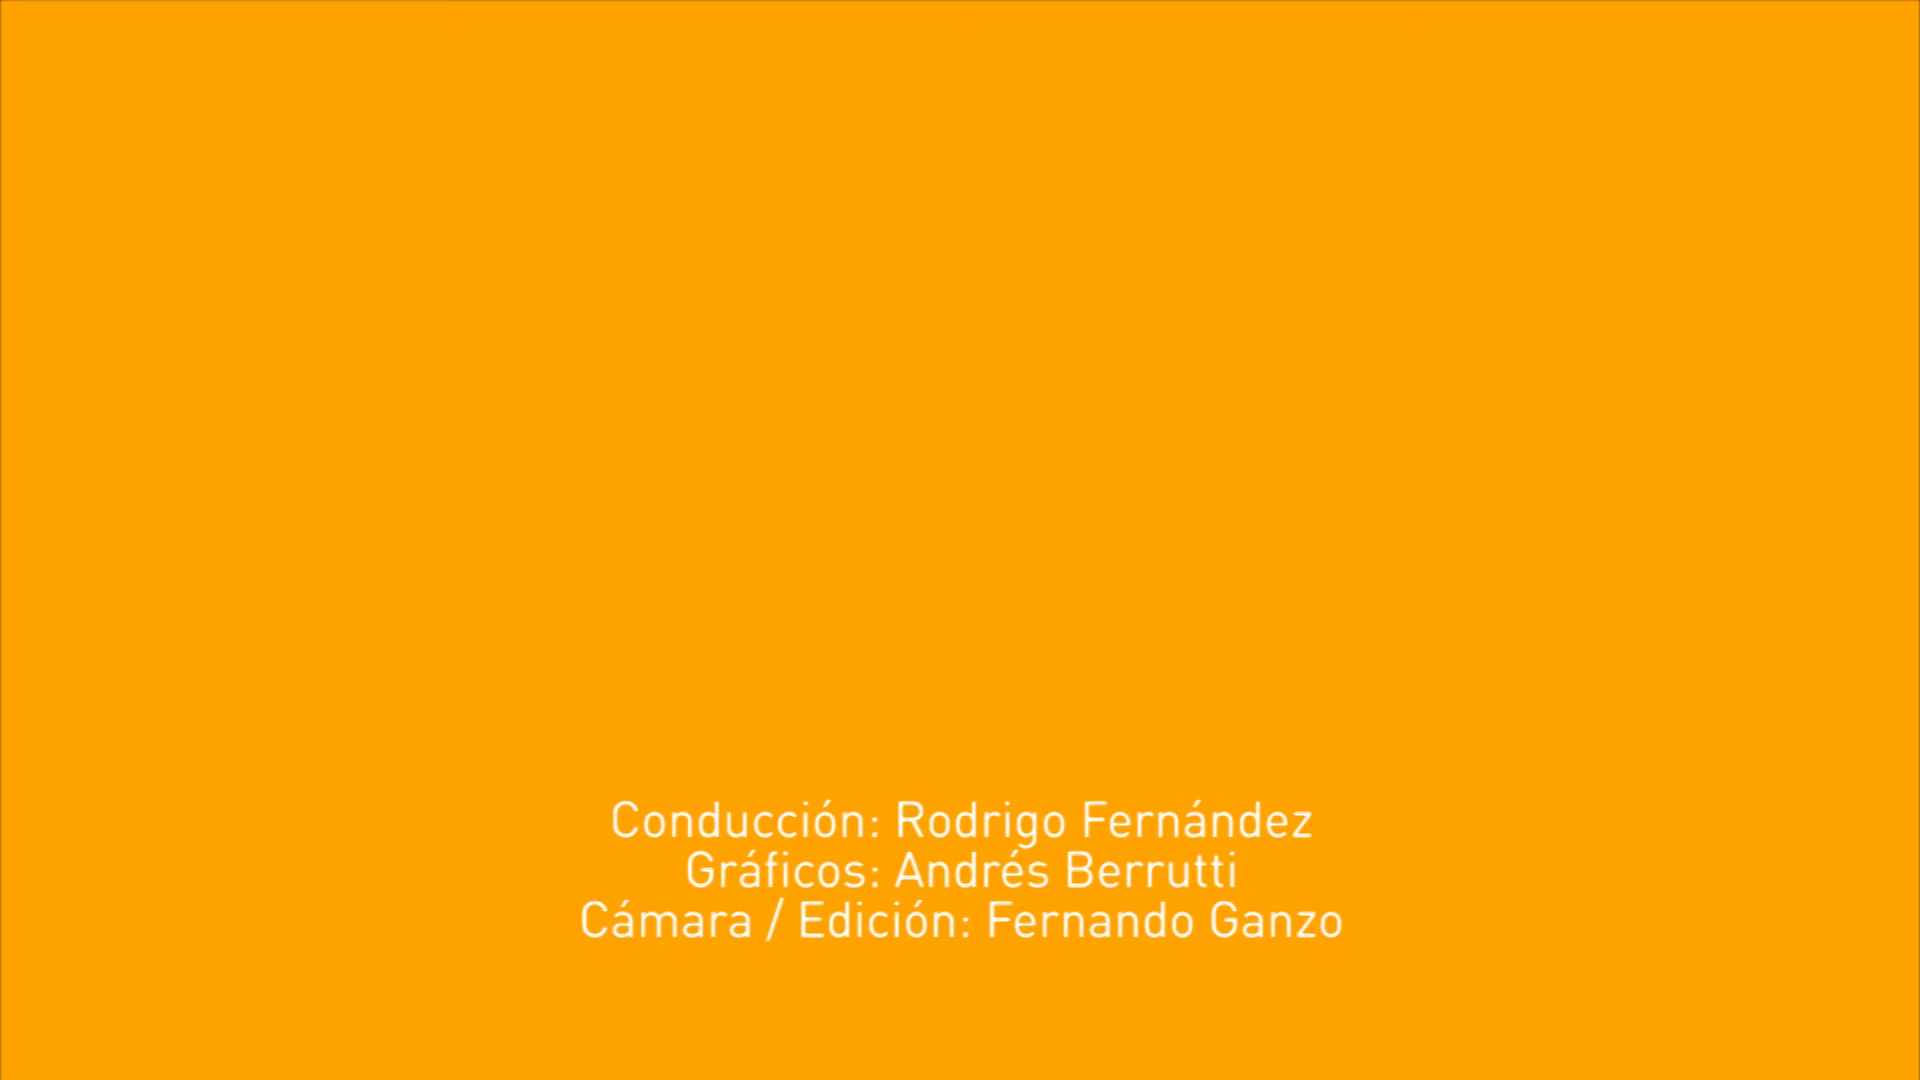 Conducción: Rodrigo Fernández
Gráficos: Andrés Berrutti
Cámara / Edición: Fernando Ganzo